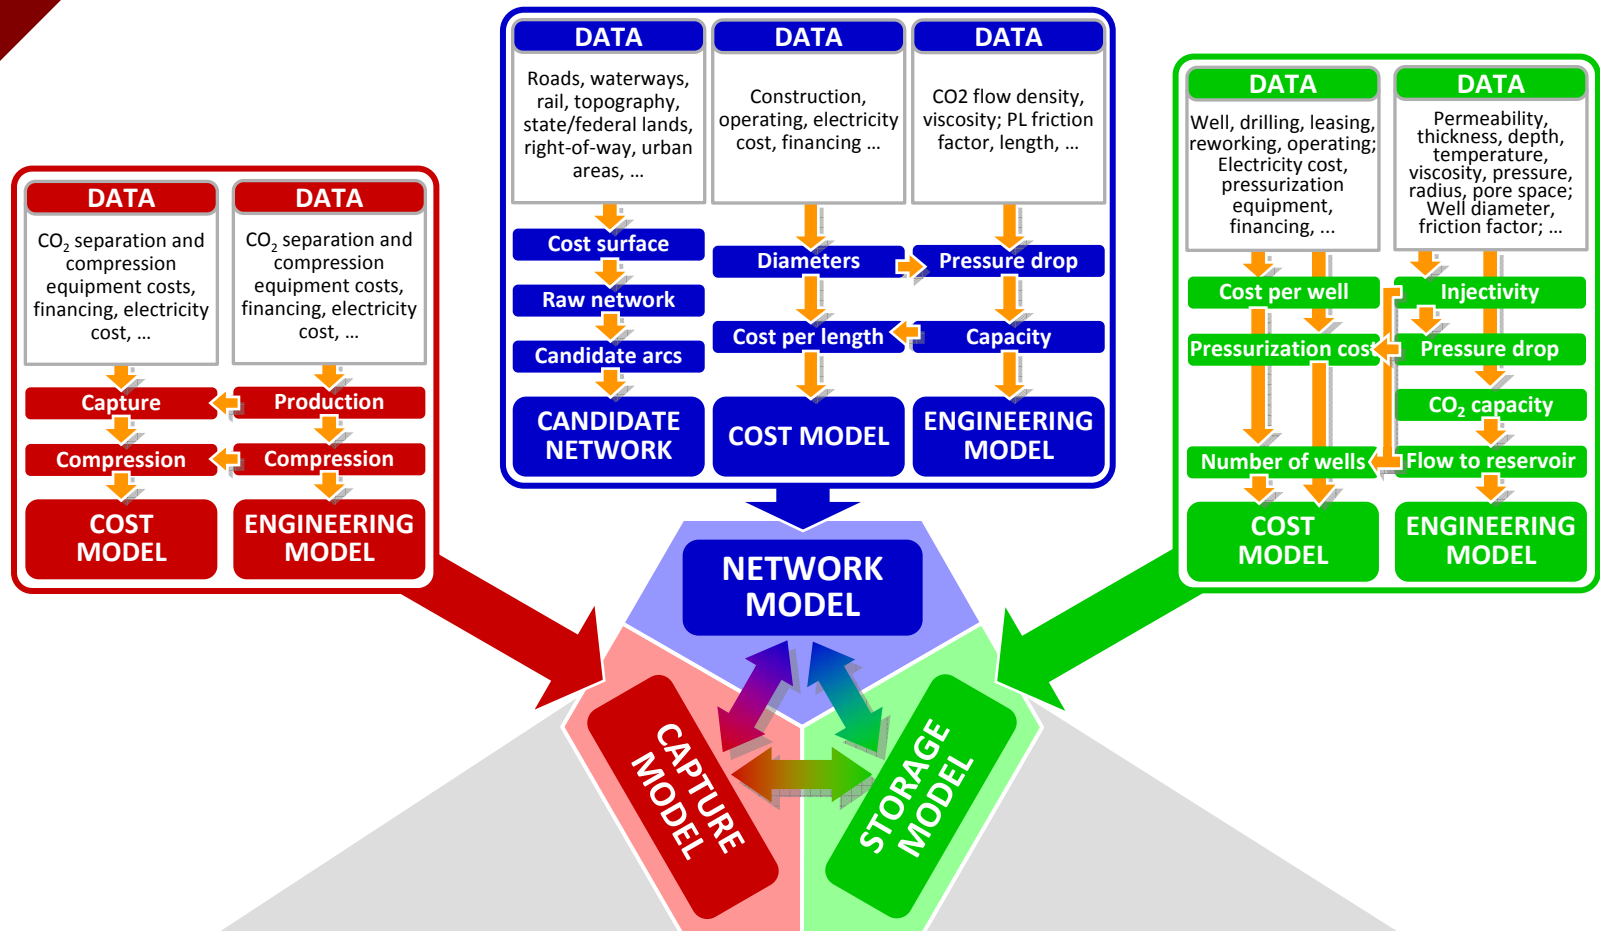 DATA
Roads, waterways,
rail, topography,
state/federal lands,
right-of-way, urban
areas, ...
Cost surface
Raw network
Candidate arcs
CANDIDATE
NETWORK
DATA
Construction,
operating, electricity
cost, financing ...
Diameters
Cost per length
COST MODEL
DATA
CO2 flow density,
viscosity; PL friction
factor, length, ...
Pressure drop
Capacity
ENGINEERING
MODEL
DATA
CO₂ separation and
compression
equipment costs,
financing, electricity
cost, ...
Capture
Compression
COST
MODEL
DATA
CO₂ separation and
compression
equipment costs,
financing, electricity
cost, ...
Production
Compression
ENGINEERING
MODEL
DATA
Well, drilling, leasing,
reworking, operating;
Electricity cost,
pressurization
equipment,
financing, ...
Cost per well
Pressurization cost
Number of wells
COST
MODEL
DATA
Permeability,
thickness, depth,
temperature,
viscosity, pressure,
radius, pore space;
Well diameter,
friction factor; ...
Injectivity
Pressure drop
CO₂ capacity
Flow to reservoir
ENGINEERING
MODEL
NETWORK
MODEL
CAPTURE
MODEL
STORAGE
MODEL